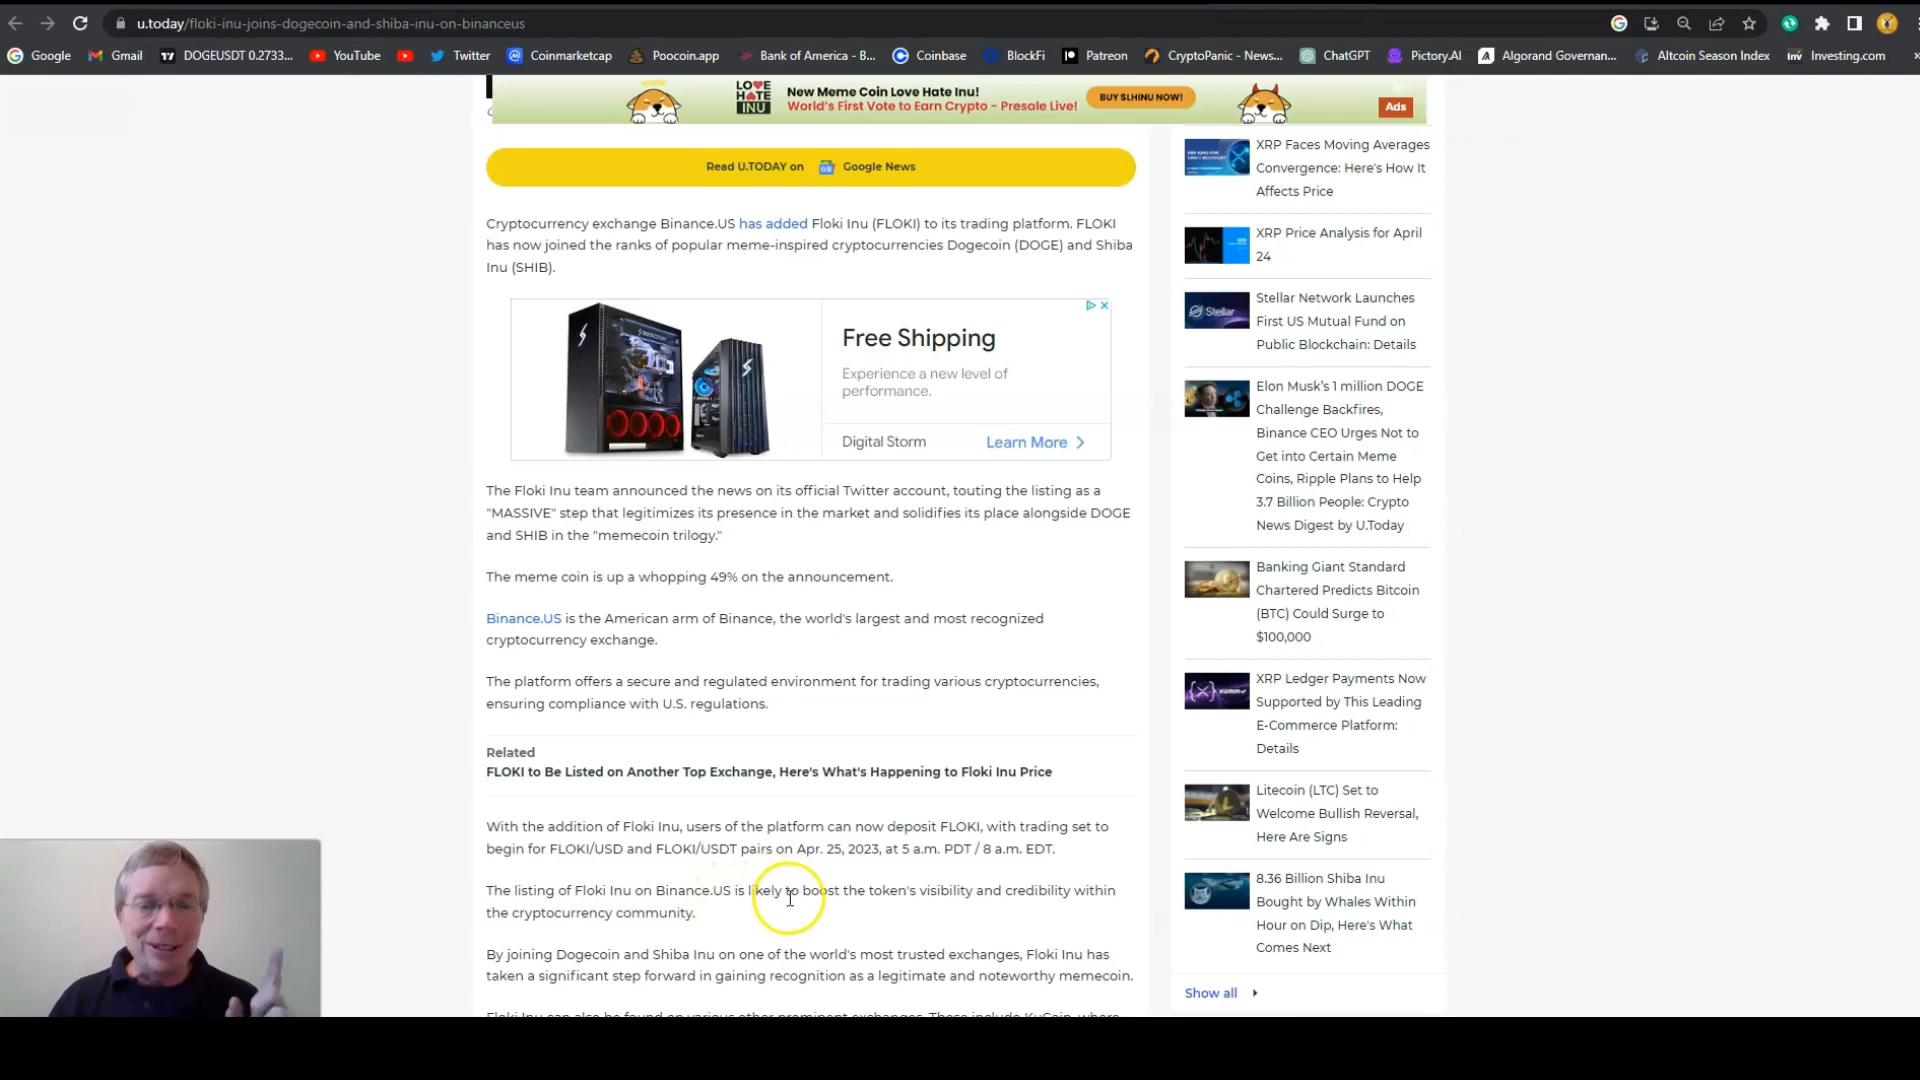 u.today/floki-inu-joins-dogecoin-and-shiba-inu-on-binanceus
Google
Gmail
DOGEUSDT 0.2733...
YouTube
Twitter
Coinmarketcap
Poocoin.app
Bank of America - B...
Coinbase
BlockFi
Patreon
CryptoPanic - News...
ChatGPT
Pictory.AI
Algorand Governan...
Altcoin Season Index
Investing.com
LOVE HATE INU
New Meme Coin Love Hate Inu!
World's First Vote to Earn Crypto - Presale Live!
BUY SLHINU NOW!
Ads
Read U.TODAY on Google News
Cryptocurrency exchange Binance.US has added Floki Inu (FLOKI) to its trading platform. FLOKI
has now joined the ranks of popular meme-inspired cryptocurrencies Dogecoin (DOGE) and Shiba
Inu (SHIB).
Free Shipping
Experience a new level of
performance.
Digital Storm
Learn More
The Floki Inu team announced the news on its official Twitter account, touting the listing as a
"MASSIVE" step that legitimizes its presence in the market and solidifies its place alongside DOGE
and SHIB in the "memecoin trilogy."
The meme coin is up a whopping 49% on the announcement.
Binance.US is the American arm of Binance, the world's largest and most recognized
cryptocurrency exchange.
The platform offers a secure and regulated environment for trading various cryptocurrencies,
ensuring compliance with U.S. regulations.
Related
FLOKI to Be Listed on Another Top Exchange, Here's What's Happening to Floki Inu Price
With the addition of Floki Inu, users of the platform can now deposit FLOKI, with trading set to
begin for FLOKI/USD and FLOKI/USDT pairs on Apr. 25, 2023, at 5 a.m. PDT / 8 a.m. EDT.
The listing of Floki Inu on Binance.US is likely to boost the token's visibility and credibility within
the cryptocurrency community.
By joining Dogecoin and Shiba Inu on one of the world's most trusted exchanges, Floki Inu has
taken a significant step forward in gaining recognition as a legitimate and noteworthy memecoin.
Floki Inu can also be found on various other prominent exchanges. These include KuCoin, where
XRP Faces Moving Averages
Convergence: Here's How It
Affects Price
XRP Price Analysis for April
24
Stellar
Stellar Network Launches
First US Mutual Fund on
Public Blockchain: Details
Elon Musk's 1 million DOGE
Challenge Backfires,
Binance CEO Urges Not to
Get into Certain Meme
Coins, Ripple Plans to Help
3.7 Billion People: Crypto
News Digest by U.Today
Banking Giant Standard
Chartered Predicts Bitcoin
(BTC) Could Surge to
$100,000
XRP Ledger Payments Now
Supported by This Leading
E-Commerce Platform:
Details
Litecoin (LTC) Set to
Welcome Bullish Reversal,
Here Are Signs
8.36 Billion Shiba Inu
Bought by Whales Within
Hour on Dip, Here's What
Comes Next
Show all